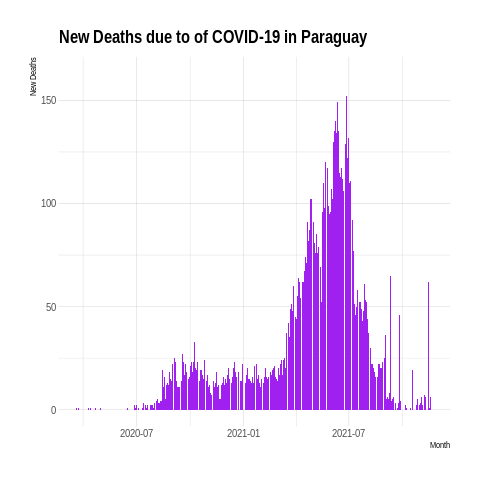 New Deaths due to of COVID-19 in Paraguay
New Deaths
150
100
50
0
2020-07
2021-01
2021-07
Month